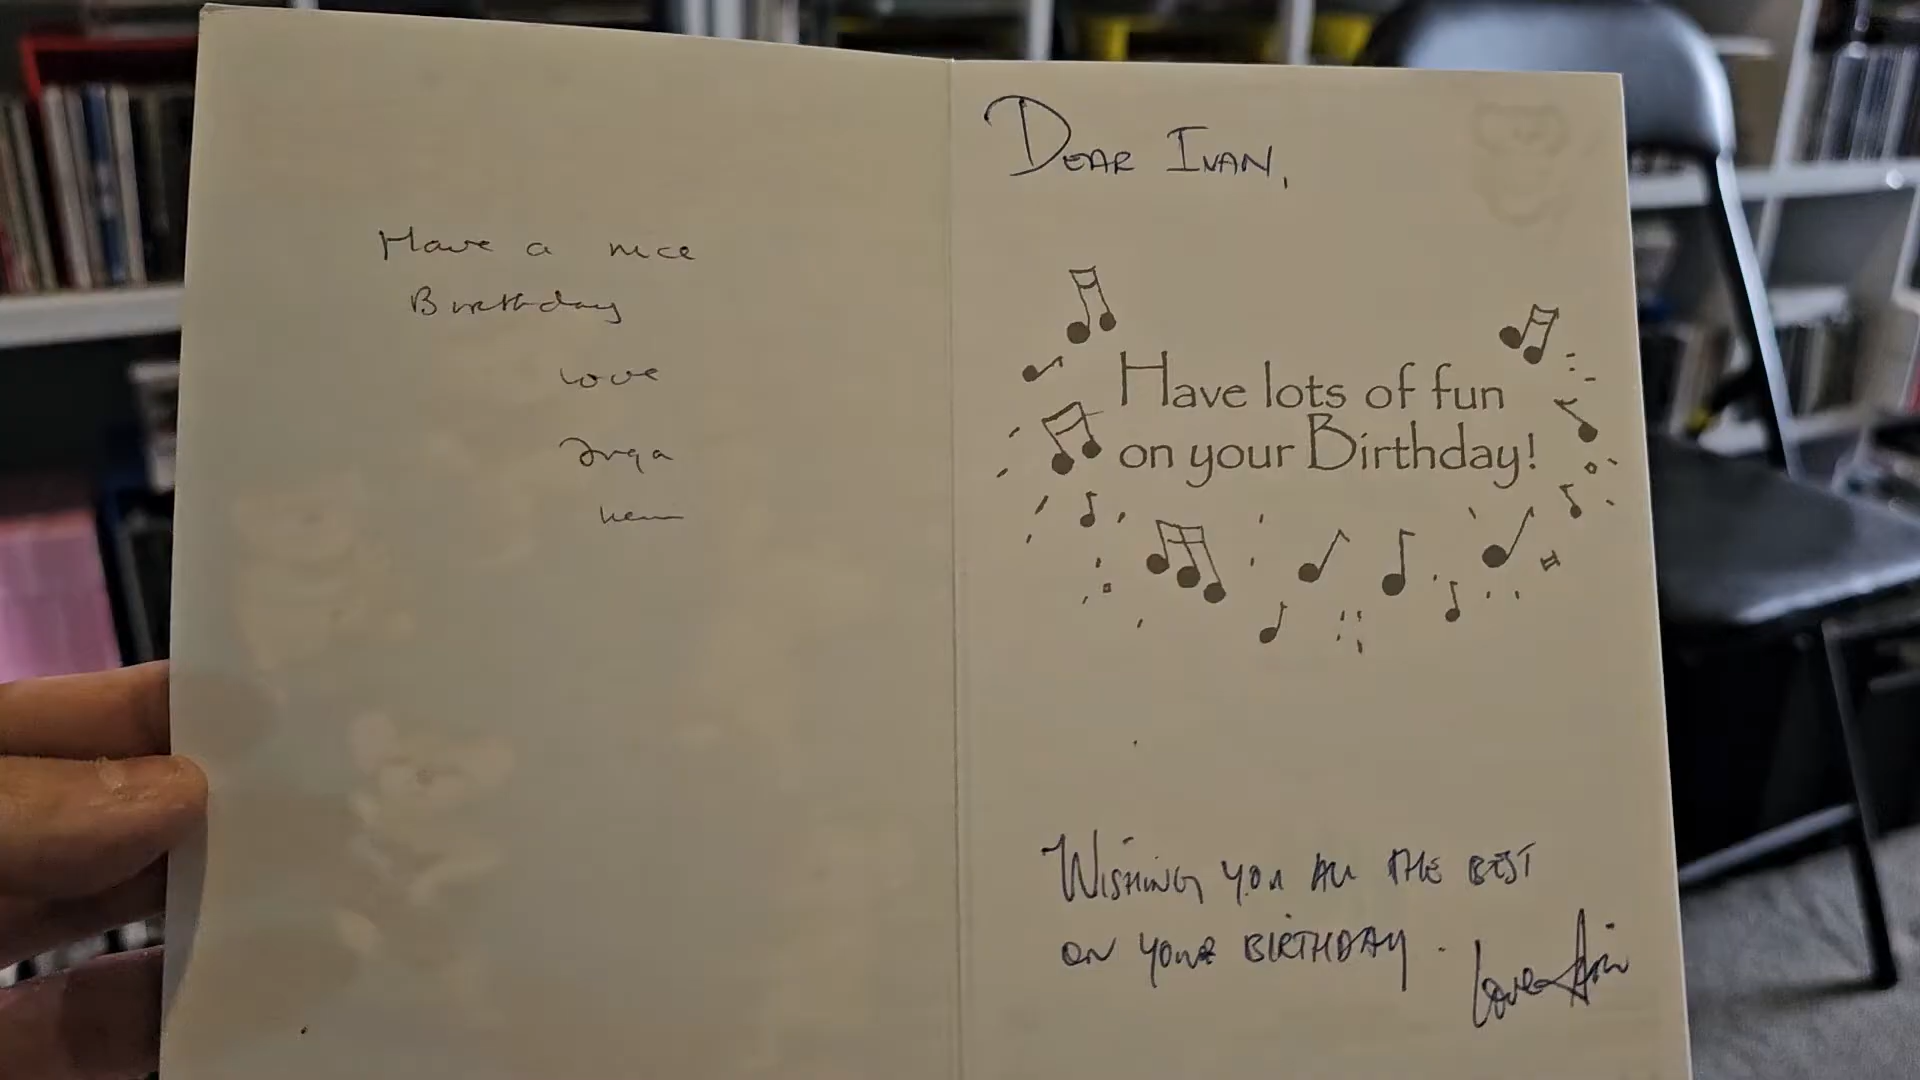 Have a nice
Birthday
love
DEAR IVAN,
Have lots of fun
on your Birthday!
WISHING YOU ALL THE BEST
ON YOUR BIRTHDAY.
Love